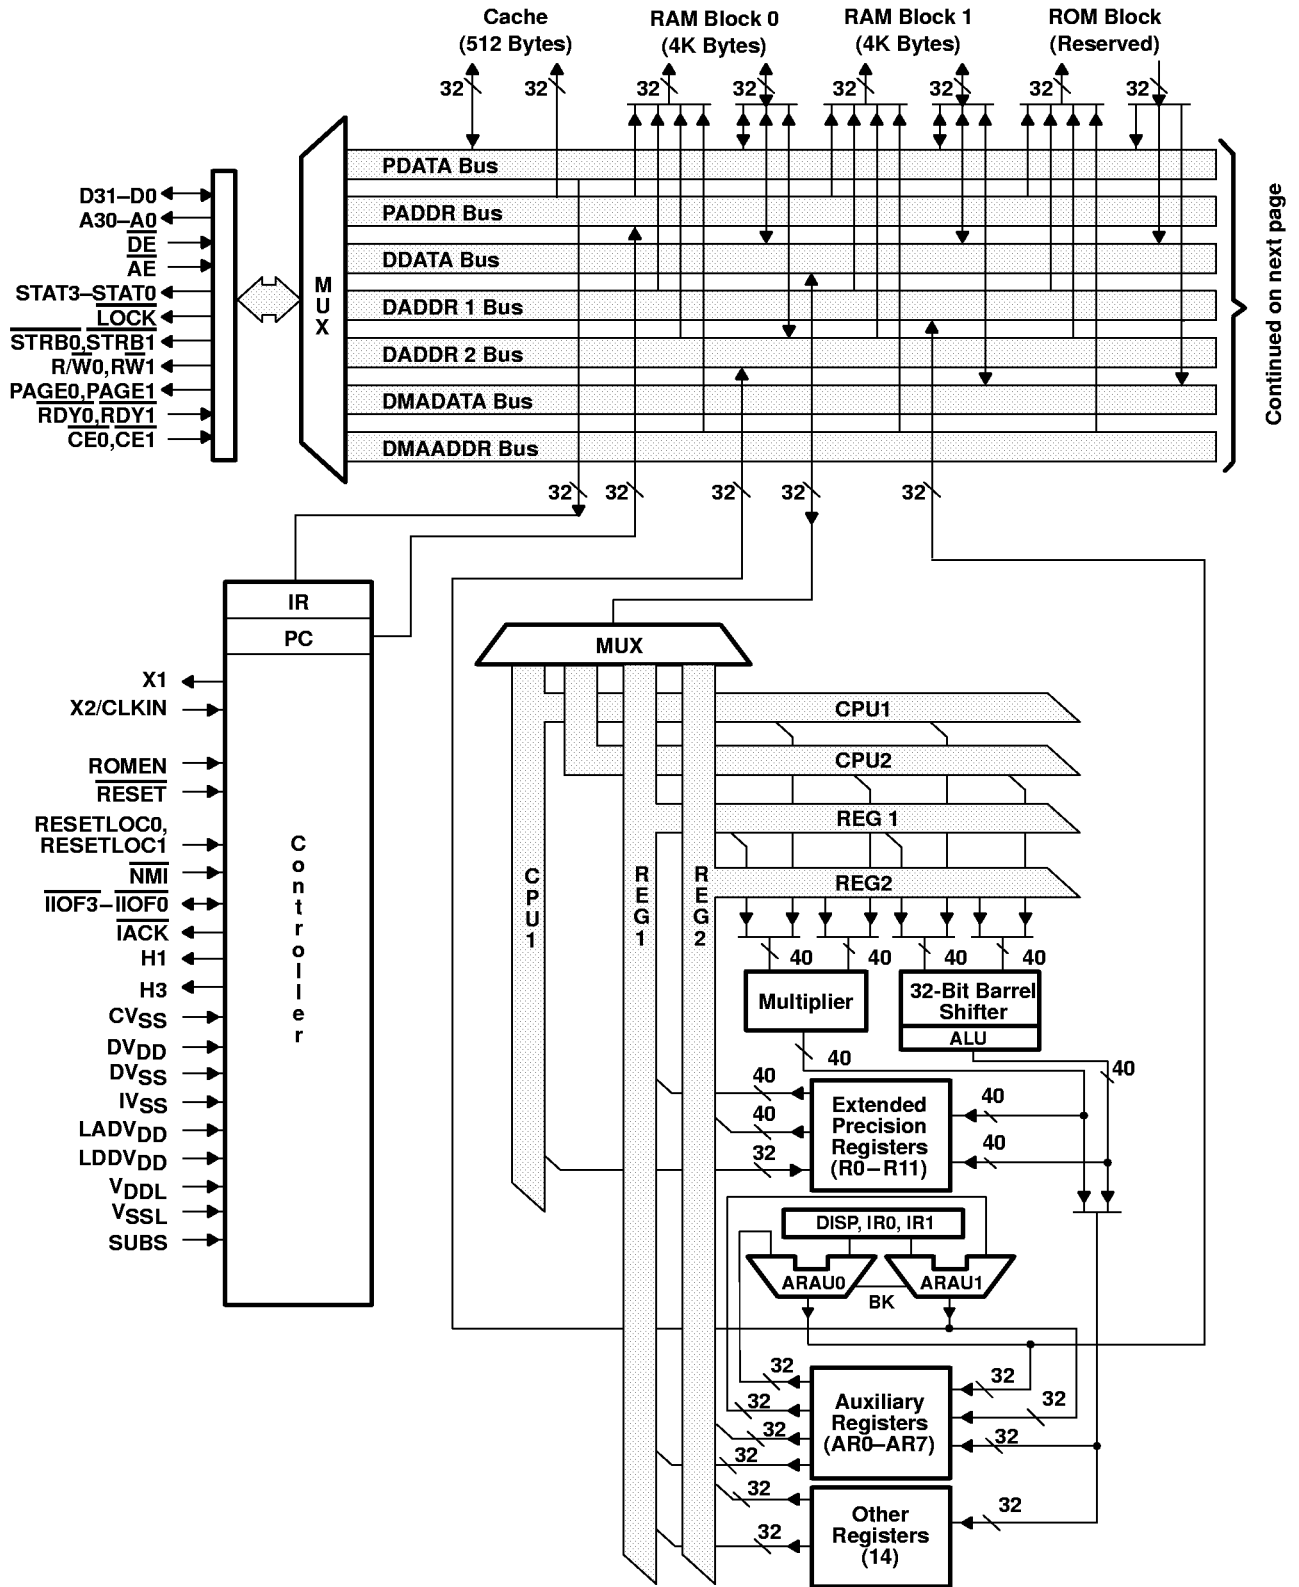 Cache
(512 Bytes)
RAM Block 0
(4K Bytes)
RAM Block 1
(4K Bytes)
ROM Block
(Reserved)
32
32
32
32
32
32
32
32
PDATA Bus
PADDR Bus
DDATA Bus
DADDR 1 Bus
DADDR 2 Bus
DMADATA Bus
DMAADDR Bus
MUX
Continued on next page
D31–D0
A30–A0
DE
AE
STAT3–STAT0
LOCK
STRB0,STRB1
R/W0,RW1
PAGE0,PAGE1
RDY0,RDY1
CE0,CE1
32
32
32
32
32
IR
PC
Controller
X1
X2/CLKIN
ROMEN
RESET
RESETLOC0,
RESETLOC1
NMI
IIOF3–IIOF0
IACK
H1
H3
CVSS
DVDD
DVSS
IVSS
LADVDD
LDDVDD
VDDL
VSSL
SUBS
MUX
CPU1
CPU2
REG 1
REG2
CPU1
REG1
REG2
40
40
40
40
Multiplier
32-Bit Barrel
Shifter
ALU
40
40
40
40
32
Extended
Precision
Registers
(R0–R11)
40
40
DISP, IR0, IR1
ARAU0
ARAU1
BK
32
32
32
32
Auxiliary
Registers
(AR0–AR7)
32
32
32
32
32
Other
Registers
(14)
32